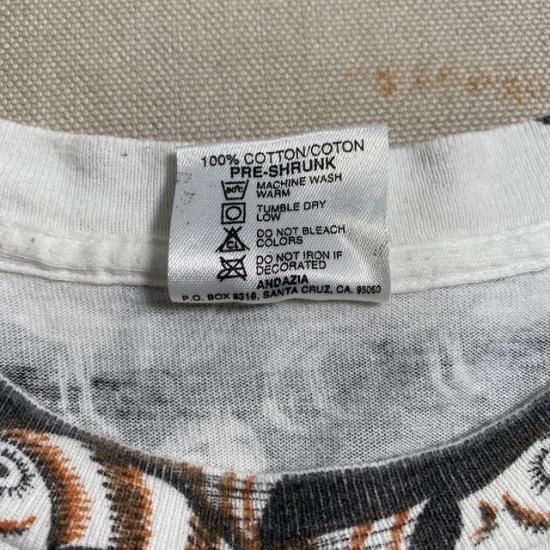 100% COTTON/COTON
PRE-SHRUNK
MACHINE WASH
WARM
TUMBLE DRY
LOW
DO NOT BLEACH
COLORS
DO NOT IRON IF
DECORATED
ANDAZIA
P.O. BOX 8316, SANTA CRUZ, CA. 95060